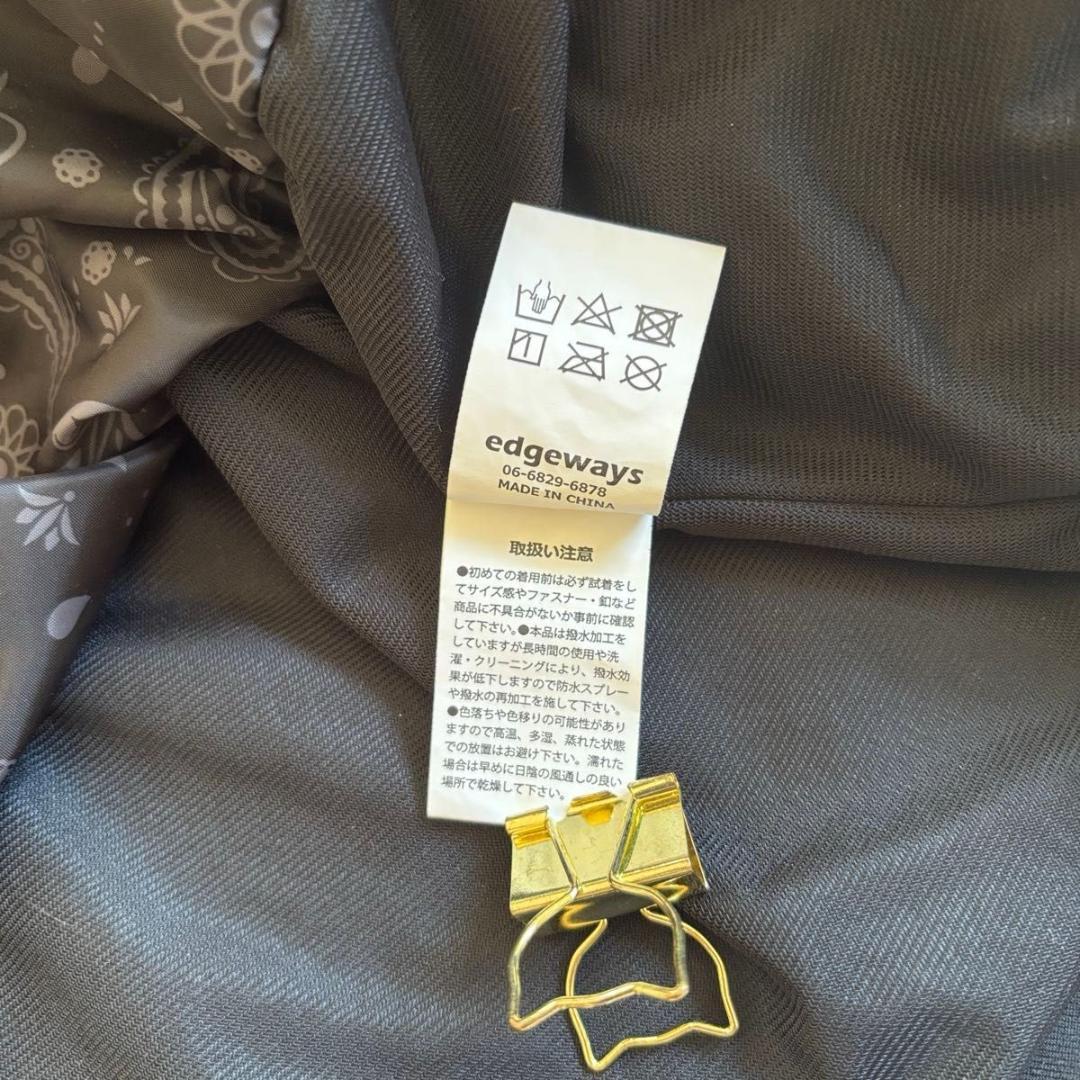 edgeways
06-6829-6878
MADE IN CHINA
取扱い注意
●初めての着用前は必ず試着をし
てサイズ感やファスナー・釦など
商品に不具合がないか事前に確認
して下さい。●本品は撥水加工を
していますが長時間の使用や洗
濯・クリーニングにより、撥水効
果が低下しますので防水スプレー
や撥水の再加工を施して下さい。
●色落ちや色移りの可能性があり
ますので高温、多湿、蒸れた状態
での放置はお避け下さい。濡れた
場合は早めに日陰の風通しの良い
場所で乾燥して下さい。